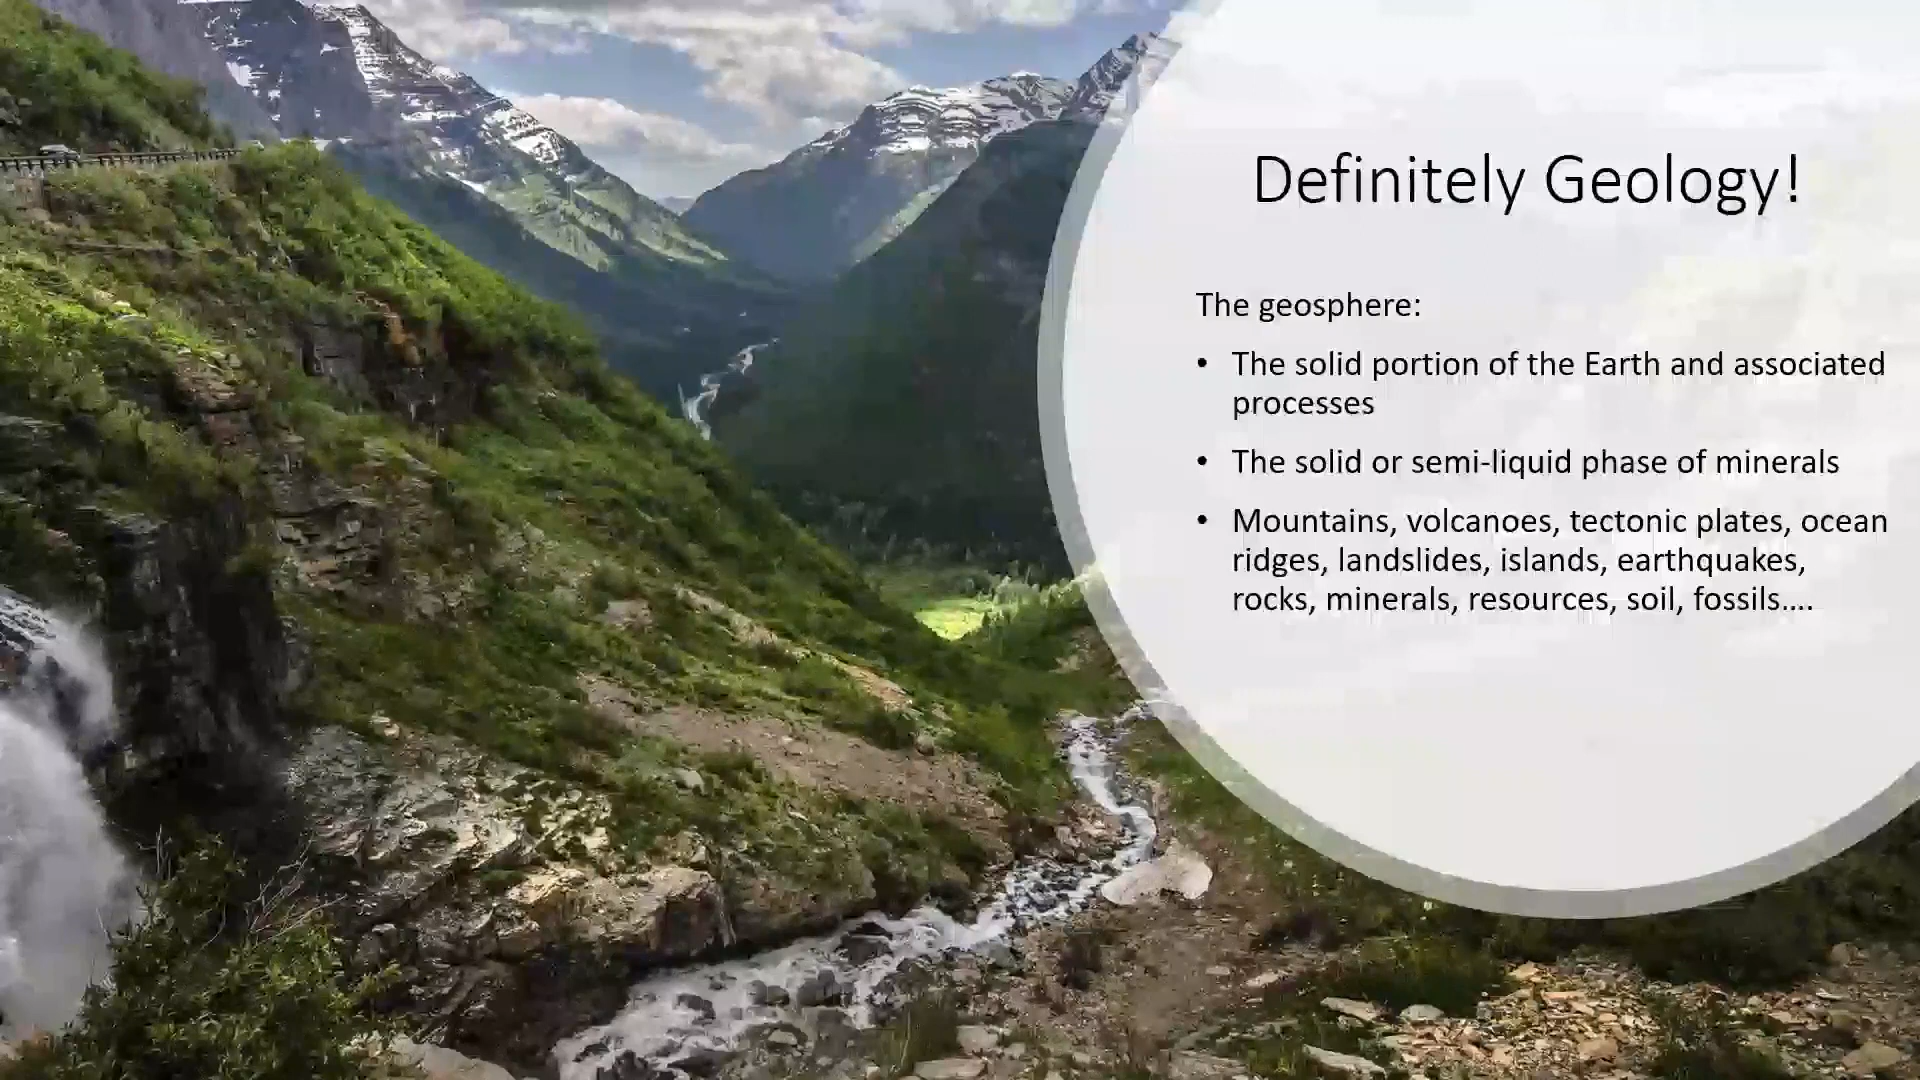 Definitely Geology!
The geosphere:
• The solid portion of the Earth and associated
processes
• The solid or semi-liquid phase of minerals
• Mountains, volcanoes, tectonic plates, ocean
ridges, landslides, islands, earthquakes,
rocks, minerals, resources, soil, fossils....